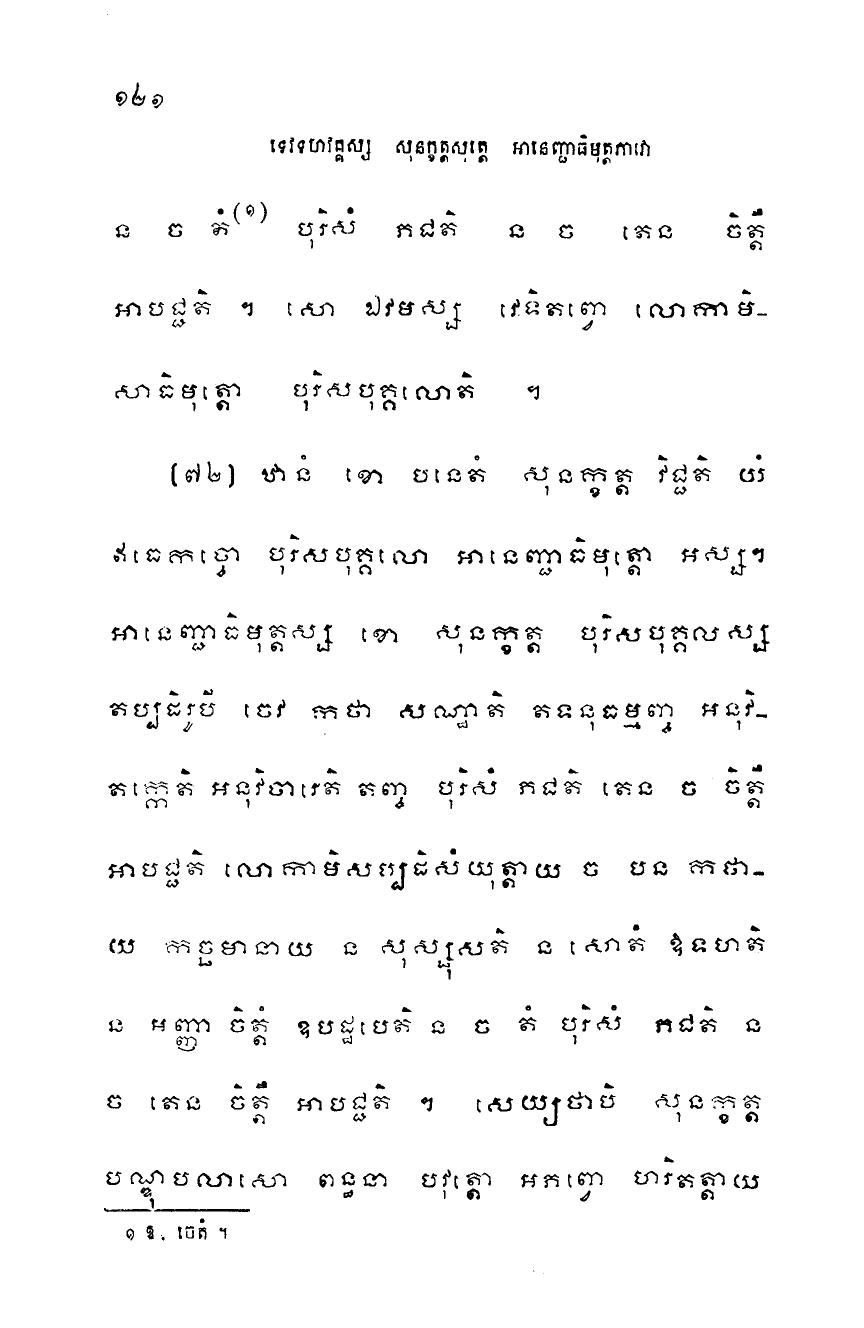 ១២១
ទេវទហវគ្គស្ស សុនក្ខត្តសុត្តេ អានេញ្ជាធិមុត្តភាវោ
ន ច តំ(១) បុរិសំ ភជតិ ន ច តេន ចិត្តឹ
អាបជ្ជតិ ។ សោ ឯវមស្ស វេទិតព្វោ លោកាមិ-
សាធិមុត្តោ បុរិសបុគ្គលោតិ ។
(៧២) ឋានំ ខោ បនេតំ សុនក្ខត្ត វិជ្ជតិ យំ
ឥធេកច្ចោ បុរិសបុគ្គលោ អានេញ្ជាធិមុត្តោ អស្ស។
អានេញ្ជាធិមុត្តស្ស ខោ សុនក្ខត្ត បុរិសបុគ្គលស្ស
តប្បដិរូបី ចេវ កថា សណ្ឋាតិ តទនុធម្មញ្ច អនុវិ-
តក្កេតិ អនុវិចារេតិ តញ្ច បុរិសំ ភជតិ តេន ច ចិត្តឹ
អាបជ្ជតិ លោកាមិសប្បដិសំយុត្តាយ ច បន កថា-
យ កច្ឆមានាយ ន សុស្សុសតិ ន សោតំ ឱទហតិ
ន អញ្ញា ចិត្តំ ឧបដ្ឋបេតិ ន ច តំ បុរិសំ ភជតិ ន
ច តេន ចិត្តឹ អាបជ្ជតិ ។ សេយ្យថាបិ សុនក្ខត្ត
បណ្ឌុបលាសោ ពន្ធនា បវុត្តោ អភព្វោ ហរិតត្តាយ
១ ឱ. ចេតំ ។